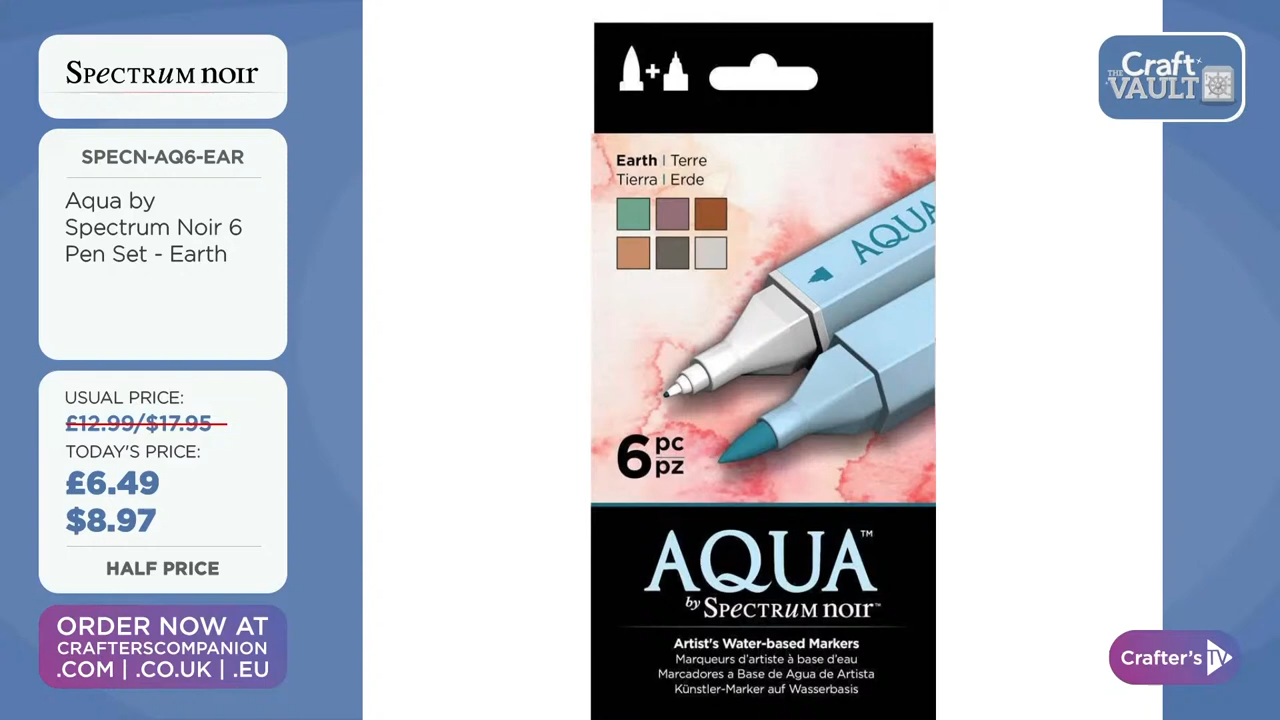 SPECTRUM NOIR
SPECN-AQ6-EAR
Aqua by
Spectrum Noir 6
Pen Set - Earth
USUAL PRICE:
£12.99/$17.95
TODAY'S PRICE:
£6.49
$8.97
HALF PRICE
ORDER NOW AT
CRAFTERSCOMPANION
.COM | .CO.UK | .EU
Earth | Terre
Tierra | Erde
AQUA
6 pc
pz
AQUA™
by SPECTRUM NOIR™
Artist's Water-based Markers
Marqueurs d'artiste à base d'eau
Marcadores a Base de Agua de Artista
Künstler-Marker auf Wasserbasis
THE Craft
VAULT
Crafter's TV